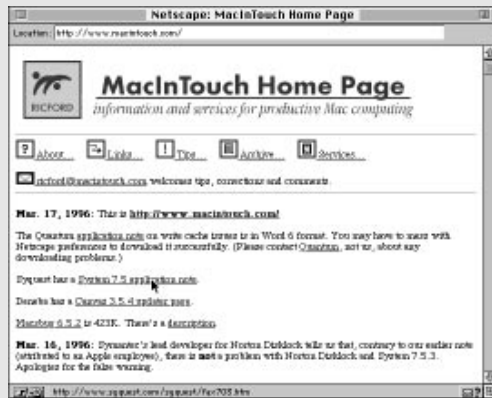 Netscape: MacInTouch Home Page
Location: http://www.macintouch.com/
RICFORD
MacInTouch Home Page
information and services for productive Mac computing
? About... Links... ! Tips... Archive... Services...
ricford@macintouch.com welcomes tips, corrections and comments.
Mar. 17, 1996: This is http://www.macintouch.com/
The Quantum application note on write cache issues is in Word 6 format. You may have to mess with
Netscape preferences to download it successfully. (Please contact Quantum, not us, about any
downloading problems.)
Syquest has a System 7.5 application note.
Deneba has a Canvas 3.5.4 updater page.
Macsbug 6.5.2 is 423K. There's a description.
Mar. 16, 1996: Symantec's lead developer for Norton Disklock tells us that, contrary to our earlier note
(attributed to an Apple employee), there is not a problem with Norton Disklock and System 7.5.3.
Apologies for the false warning.
http://www.syquest.com/syquest/fax708.htm